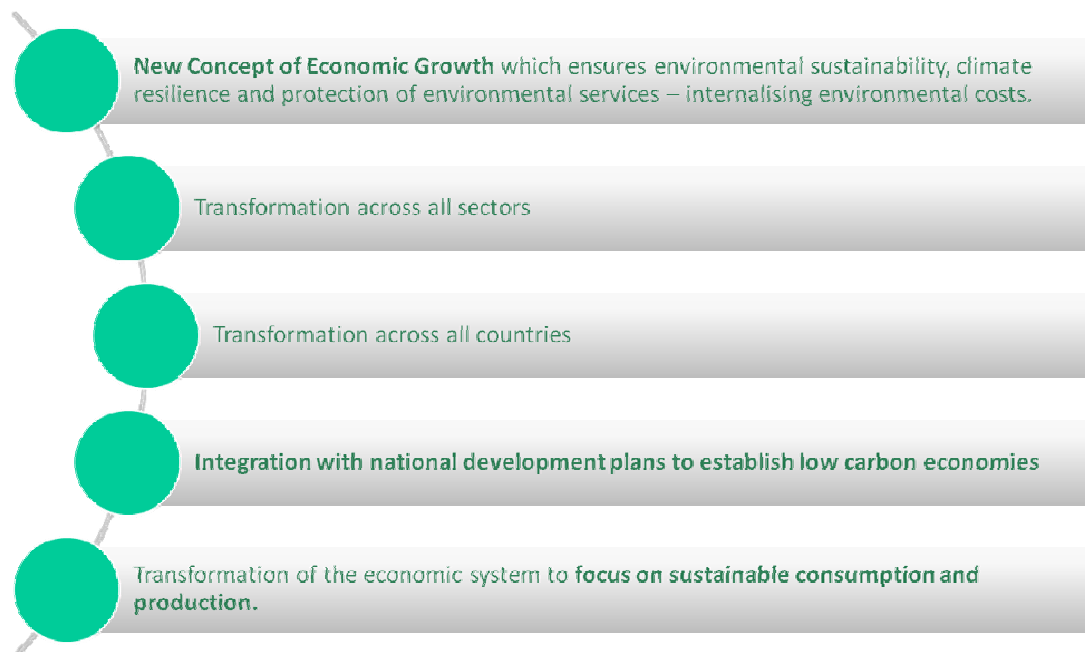 New Concept of Economic Growth which ensures environmental sustainability, climate
resilience and protection of environmental services – internalising environmental costs.
Transformation across all sectors
Transformation across all countries
Integration with national development plans to establish low carbon economies
Transformation of the economic system to focus on sustainable consumption and
production.